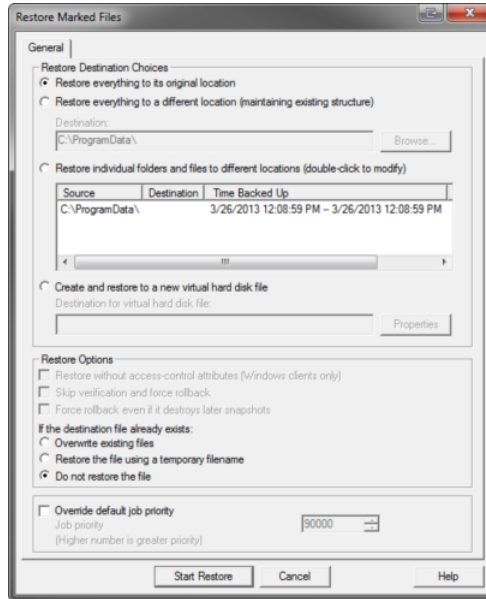 Restore Marked Files
General
Restore Destination Choices
Restore everything to its original location
Restore everything to a different location (maintaining existing structure)
Destination:
C:\ProgramData\ Browse...
Restore individual folders and files to different locations (double-click to modify)
Source Destination Time Backed Up
C:\ProgramData\ 3/26/2013 12:08:59 PM – 3/26/2013 12:08:59 PM
Create and restore to a new virtual hard disk file
Destination for virtual hard disk file:
Properties
Restore Options
Restore without access-control attributes (Windows clients only)
Skip verification and force rollback
Force rollback even if it destroys later snapshots
If the destination file already exists:
Overwrite existing files
Restore the file using a temporary filename
Do not restore the file
Override default job priority
Job priority 90000
(Higher number is greater priority)
Start Restore Cancel Help